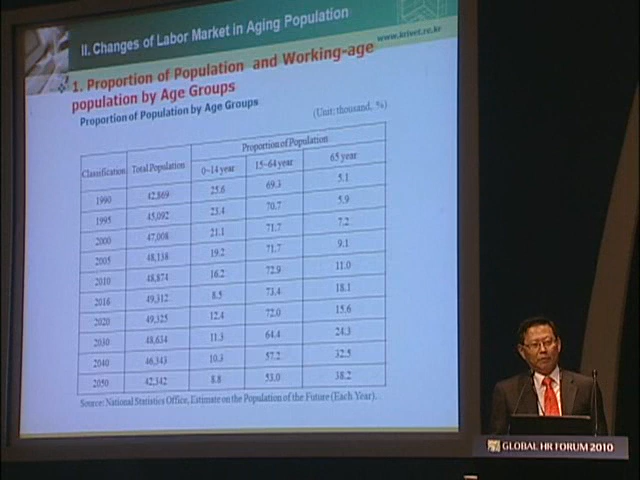 II. Changes of Labor Market in Aging Population
www.krivet.re.kr
1. Proportion of Population and Working-age
population by Age Groups
Proportion of Population by Age Groups
(Unit: thousand, %)
Classification Total Population Proportion of Population
0~14 year 15~64 year 65 year
1990 42,869 25.6 69.3 5.1
1995 45,092 23.4 70.7 5.9
2000 47,008 21.1 71.7 7.2
2005 48,138 19.2 71.7 9.1
2010 48,874 16.2 72.9 11.0
2016 49,312 8.5 73.4 18.1
2020 49,325 12.4 72.0 15.6
2030 48,634 11.3 64.4 24.3
2040 46,343 10.3 57.2 32.5
2050 42,342 8.8 53.0 38.2
Source: National Statistics Office, Estimate on the Population of the Future (Each Year).
GLOBAL HR FORUM 2010